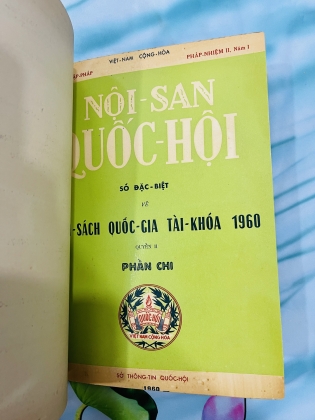 VIỆT-NAM CỘNG-HÒA
PHÁP-NHIỆM II. Năm I
NỘI-SAN
QUỐC-HỘI
SỐ ĐẶC-BIỆT
VỀ
-SÁCH QUỐC-GIA TÀI-KHÓA 1960
QUYỂN II
PHẦN CHI
QUỐC HỘI
VIỆT NAM CỘNG HÒA
SỞ THÔNG-TIN QUỐC-HỘI
1960